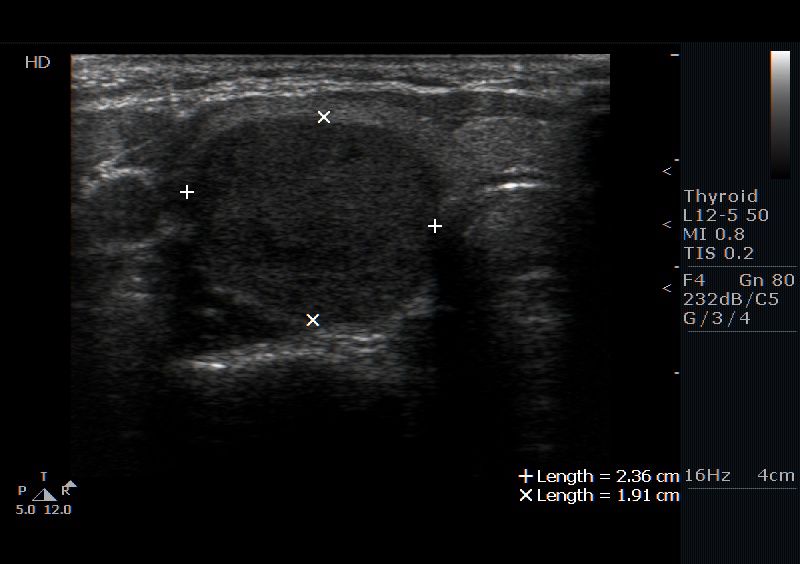 HD
Thyroid
L12-5 50
MI 0.8
TIS 0.2
F4 Gn 80
232dB/C5
G/3/4
16Hz 4cm
+ Length = 2.36 cm
× Length = 1.91 cm
T
P R
5.0 12.0